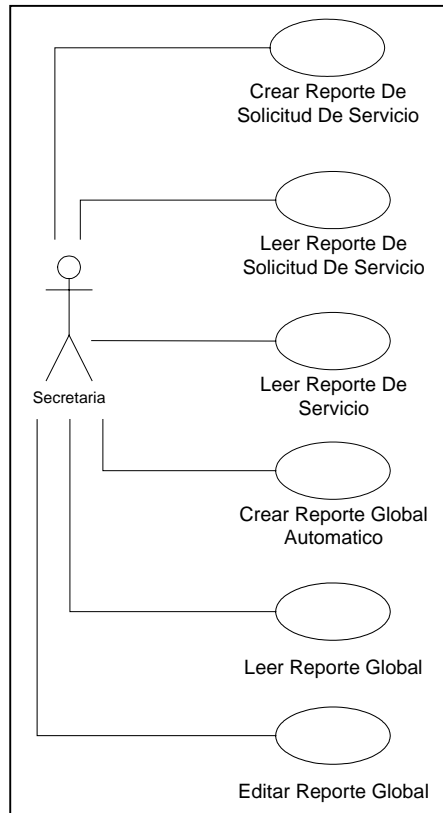 Crear Reporte De
Solicitud De Servicio
Leer Reporte De
Solicitud De Servicio
Leer Reporte De
Servicio
Secretaria
Crear Reporte Global
Automatico
Leer Reporte Global
Editar Reporte Global